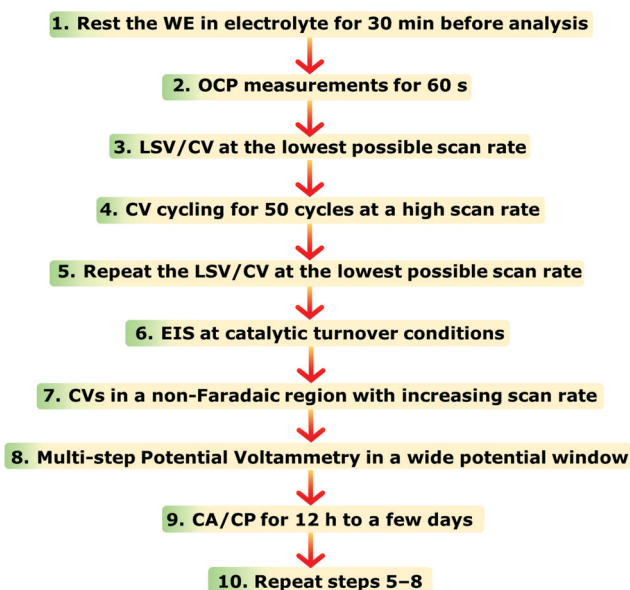 1. Rest the WE in electrolyte for 30 min before analysis
2. OCP measurements for 60 s
3. LSV/CV at the lowest possible scan rate
4. CV cycling for 50 cycles at a high scan rate
5. Repeat the LSV/CV at the lowest possible scan rate
6. EIS at catalytic turnover conditions
7. CVs in a non-Faradaic region with increasing scan rate
8. Multi-step Potential Voltammetry in a wide potential window
9. CA/CP for 12 h to a few days
10. Repeat steps 5–8